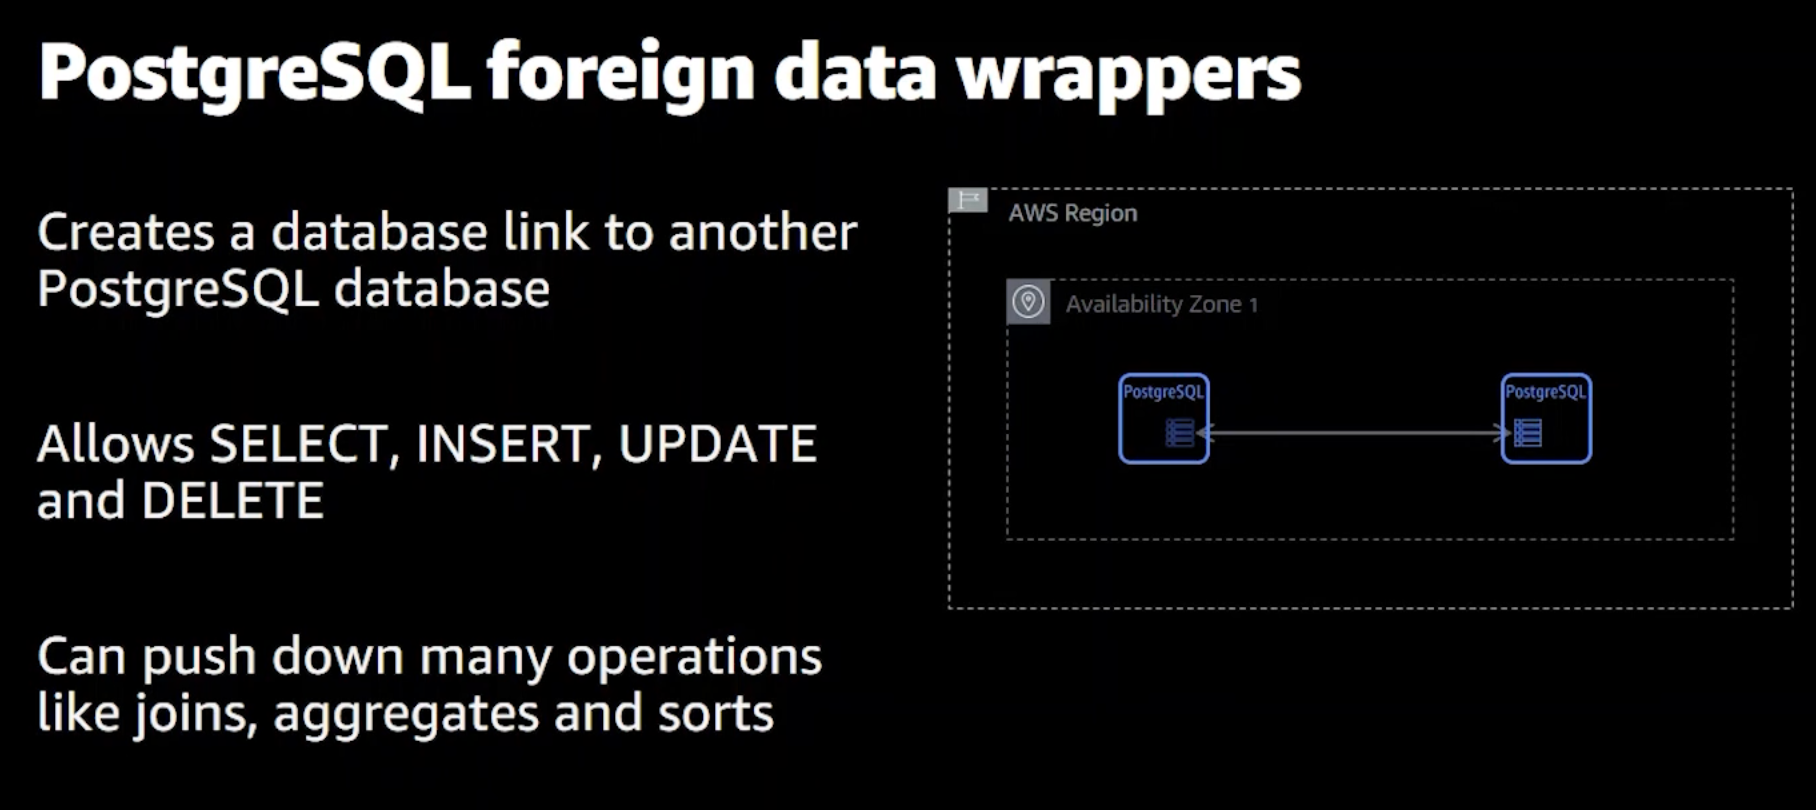 PostgreSQL foreign data wrappers
Creates a database link to another
PostgreSQL database
Allows SELECT, INSERT, UPDATE
and DELETE
Can push down many operations
like joins, aggregates and sorts
AWS Region
Availability Zone 1
PostgreSQL
PostgreSQL